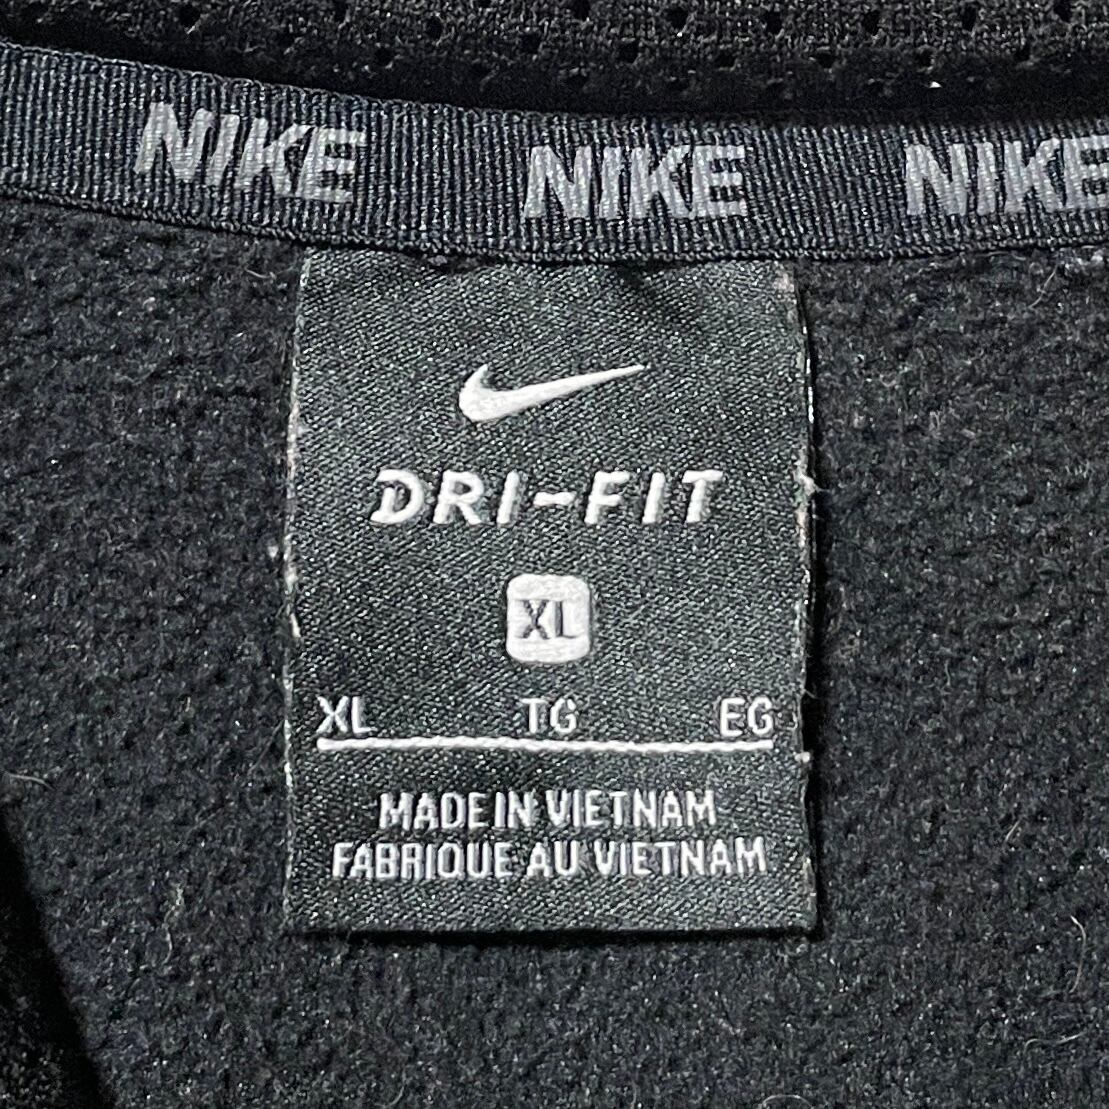 NIKE NIKE NIKE
DRI-FIT
XL
XL TG EG
MADE IN VIETNAM
FABRIQUE AU VIETNAM